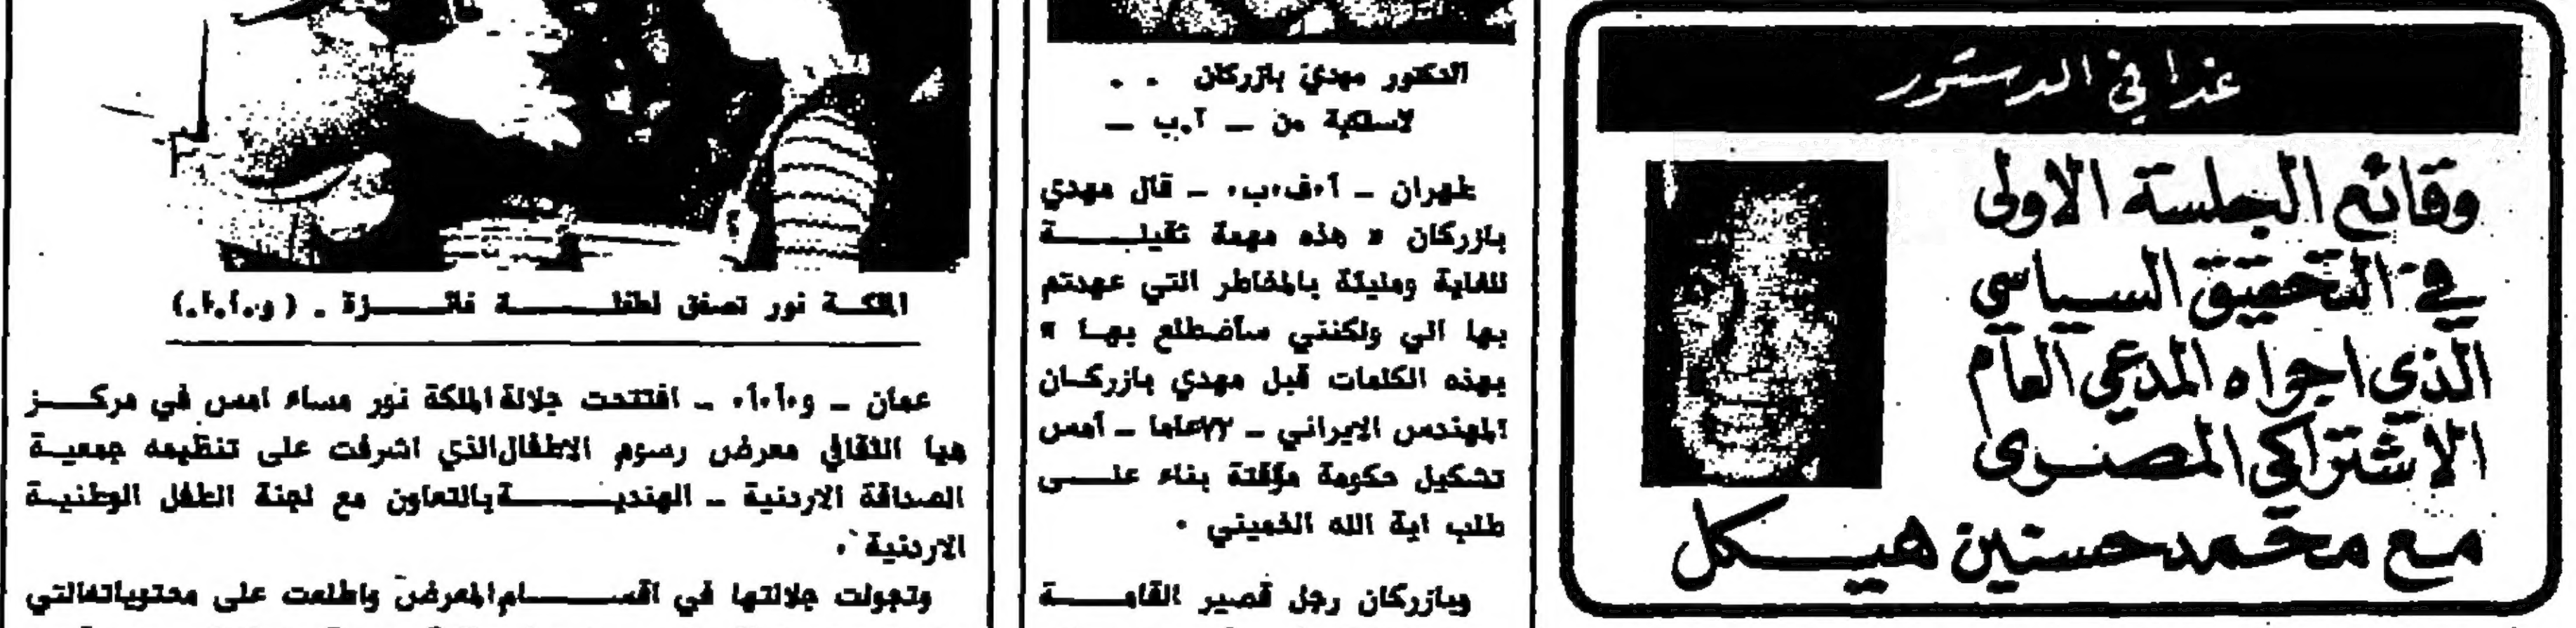 غدا في الدستور
وقائع الجلسة الاولى
في التحقيق السياسي
الذي اجراه المدعي العام
الاشتراكي المصري
مع محمد حسنين هيكل
الدكتور مهدي بازركان . .
لاسلكية من — أ.ب —
طهران — أ.ف.ب. — قال مهدي
بازركان « هذه مهمة ثقيلة
للغاية ومليئة بالمخاطر التي عهدتم
بها الي ولكنني سأضطلع بها »
بهذه الكلمات قبل مهدي بازركان
المهندس الايراني — ٧٢عاما — أمس
تشكيل حكومة مؤقتة بناء على
طلب اية الله الخميني .
وبازركان رجل قصير القامة
الملكة نور تصفق لطفلة فائزة . ( و.أ.أ.)
عمان — و.أ.أ. — افتتحت جلالة الملكة نور مساء امس في مركز
هيا الثقافي معرض رسوم الاطفال الذي اشرفت على تنظيمه جمعية
الصداقة الاردنية — الهندية بالتعاون مع لجنة الطفل الوطنية
الاردنية .
وتجولت جلالتها في اقسام المعرض واطلعت على محتوياته التي